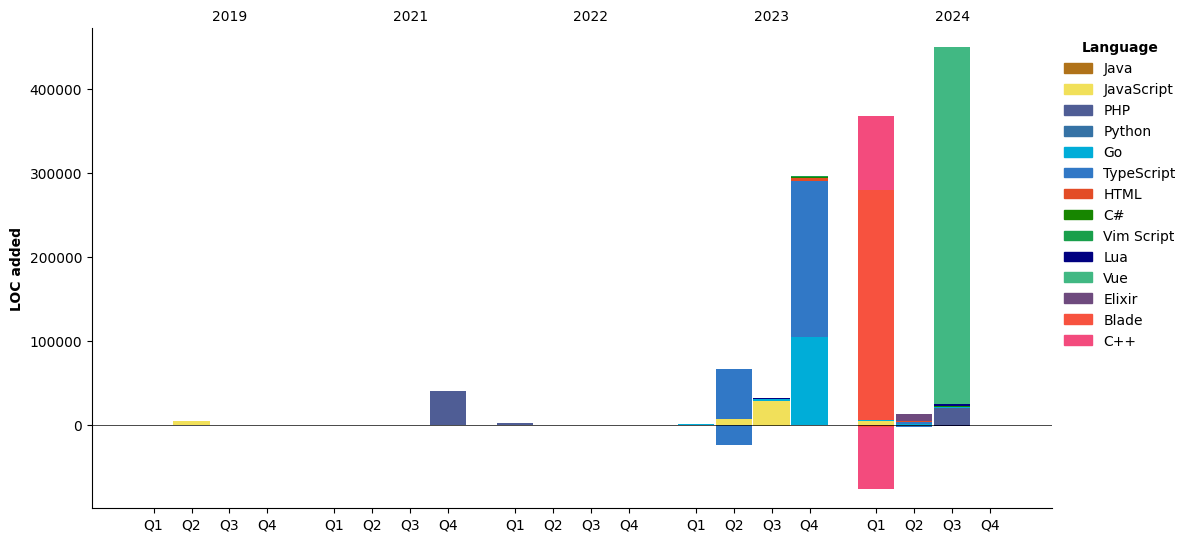 2019 2021 2022 2023 2024
LOC added
400000
300000
200000
100000
0
Q1 Q2 Q3 Q4 Q1 Q2 Q3 Q4 Q1 Q2 Q3 Q4 Q1 Q2 Q3 Q4 Q1 Q2 Q3 Q4
Language
Java
JavaScript
PHP
Python
Go
TypeScript
HTML
C#
Vim Script
Lua
Vue
Elixir
Blade
C++